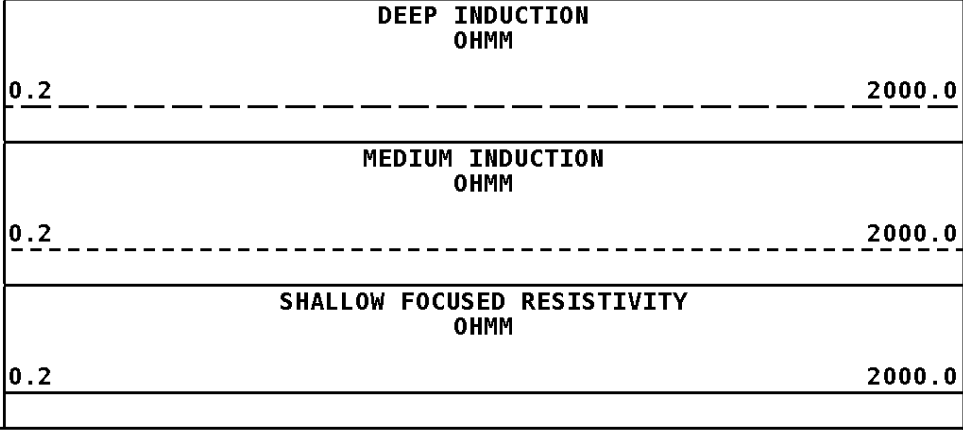 DEEP INDUCTION
OHMM
0.2 2000.0
MEDIUM INDUCTION
OHMM
0.2 2000.0
SHALLOW FOCUSED RESISTIVITY
OHMM
0.2 2000.0